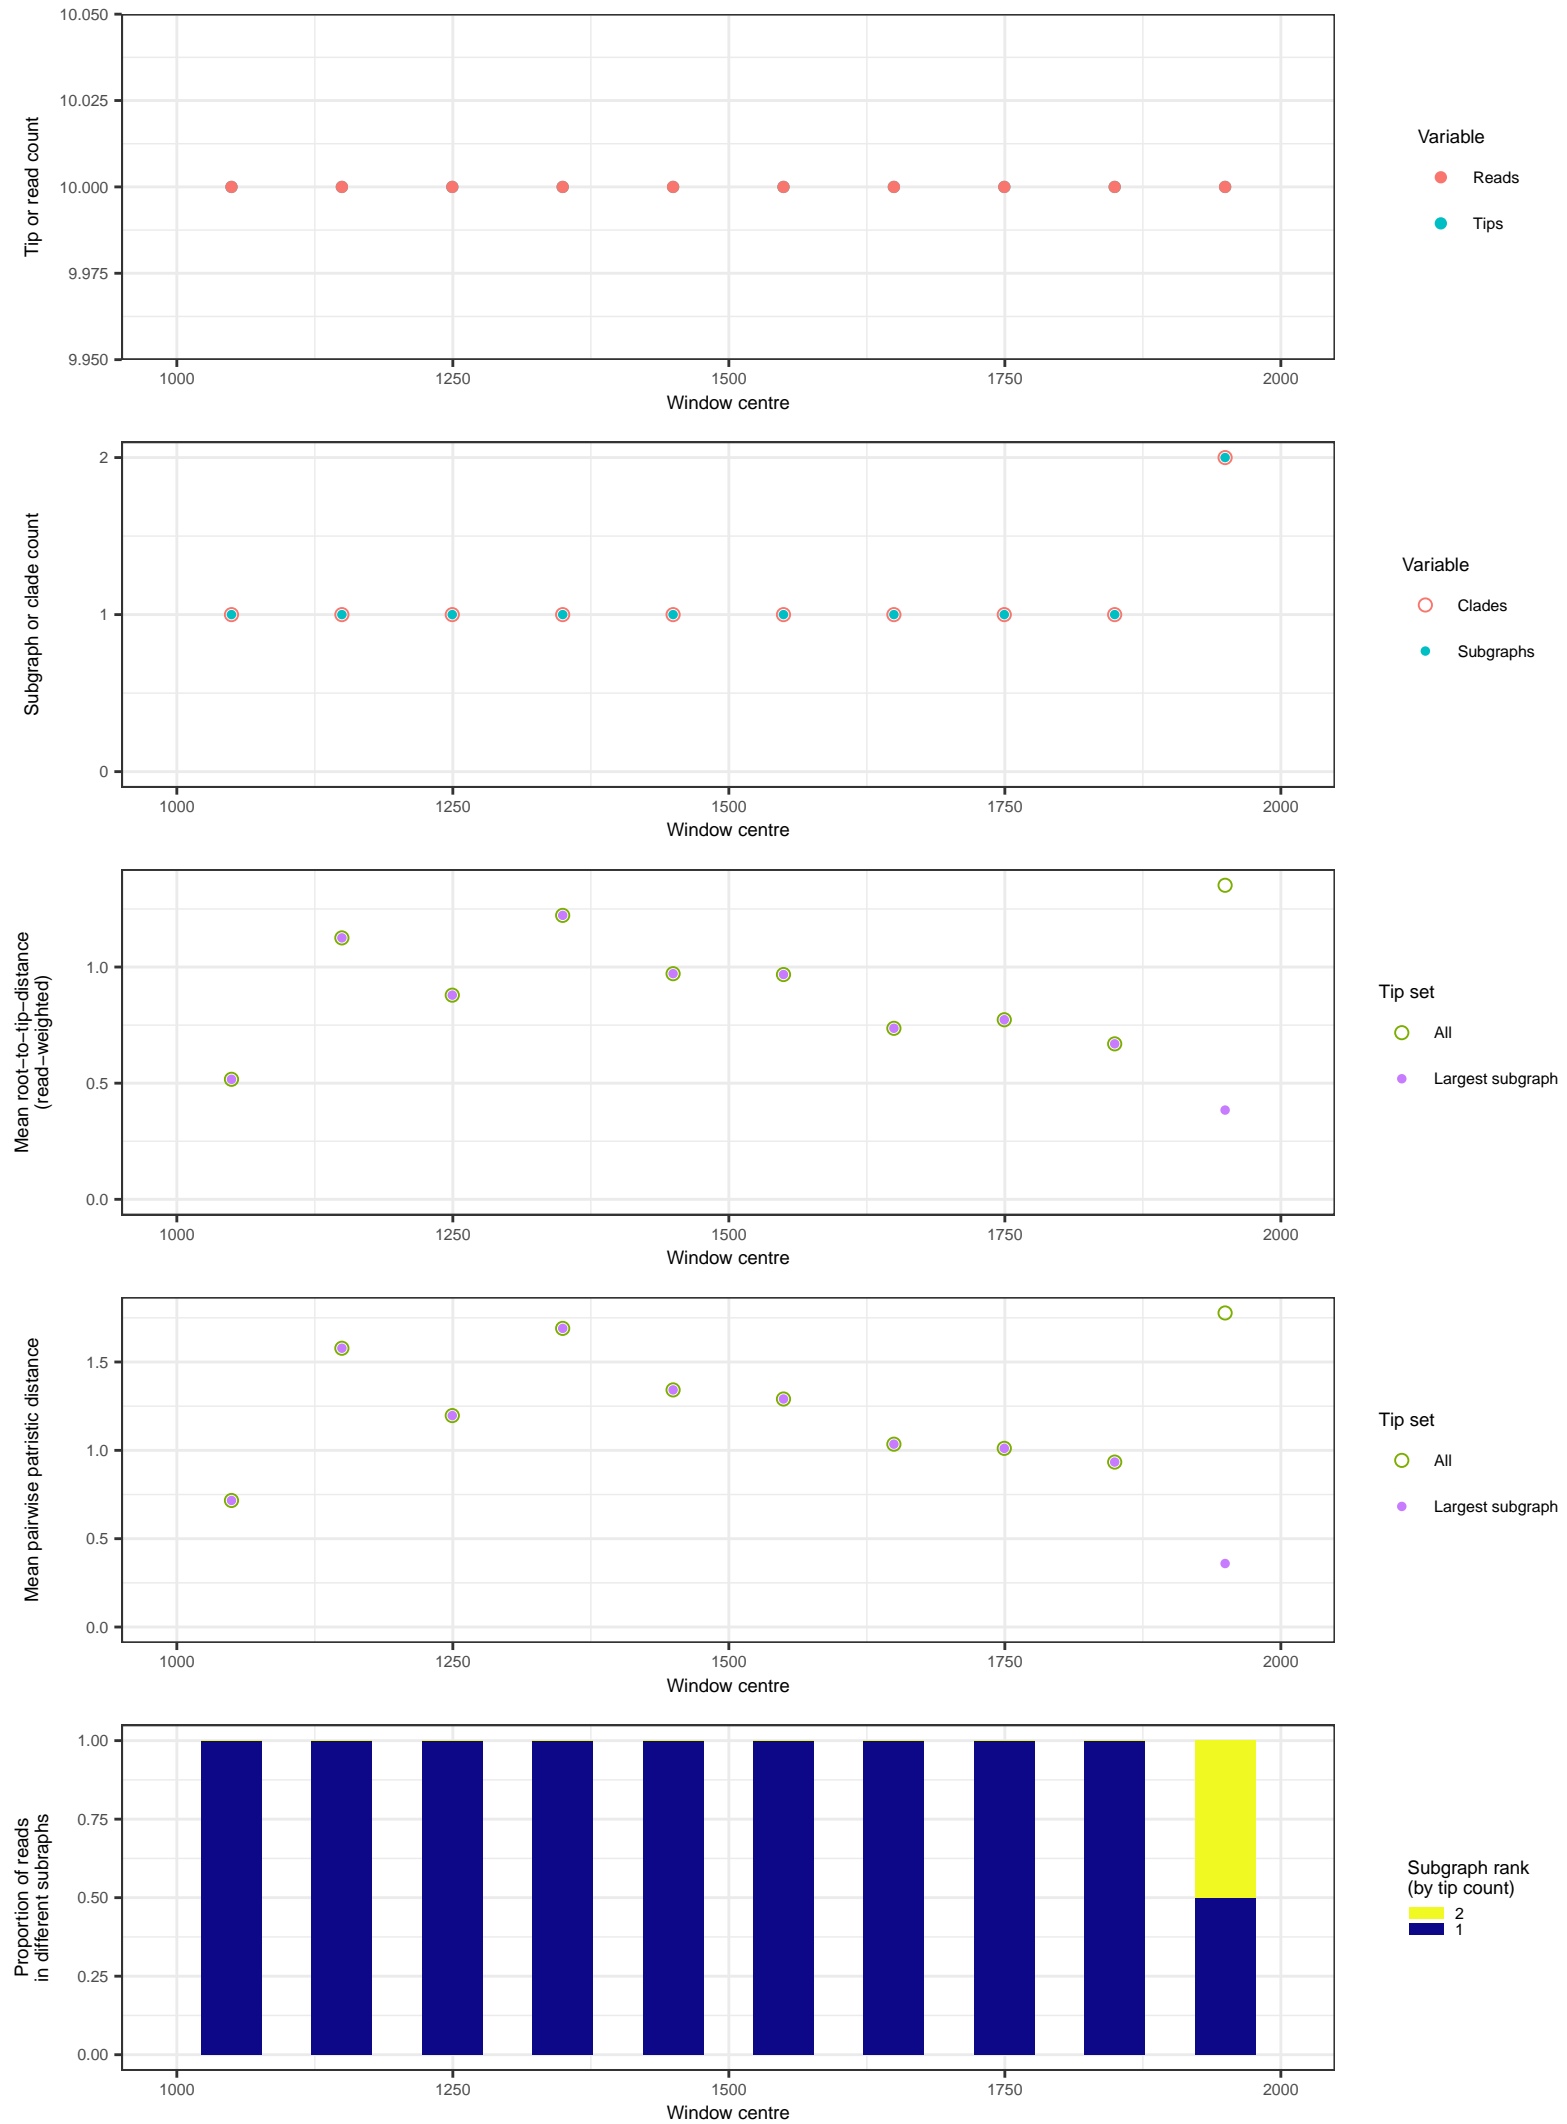 10.050
10.025
10.000
9.975
9.950
Tip or read count
1000 1250 1500 1750 2000
Window centre
Variable
Reads
Tips
2
1
0
Subgraph or clade count
1000 1250 1500 1750 2000
Window centre
Variable
Clades
Subgraphs
1.0
0.5
0.0
Mean root−to−tip−distance
(read−weighted)
1000 1250 1500 1750 2000
Window centre
Tip set
All
Largest subgraph
1.5
1.0
0.5
0.0
Mean pairwise patristic distance
1000 1250 1500 1750 2000
Window centre
Tip set
All
Largest subgraph
1.00
0.75
0.50
0.25
0.00
Proportion of reads
in different subraphs
1000 1250 1500 1750 2000
Window centre
Subgraph rank
(by tip count)
2
1